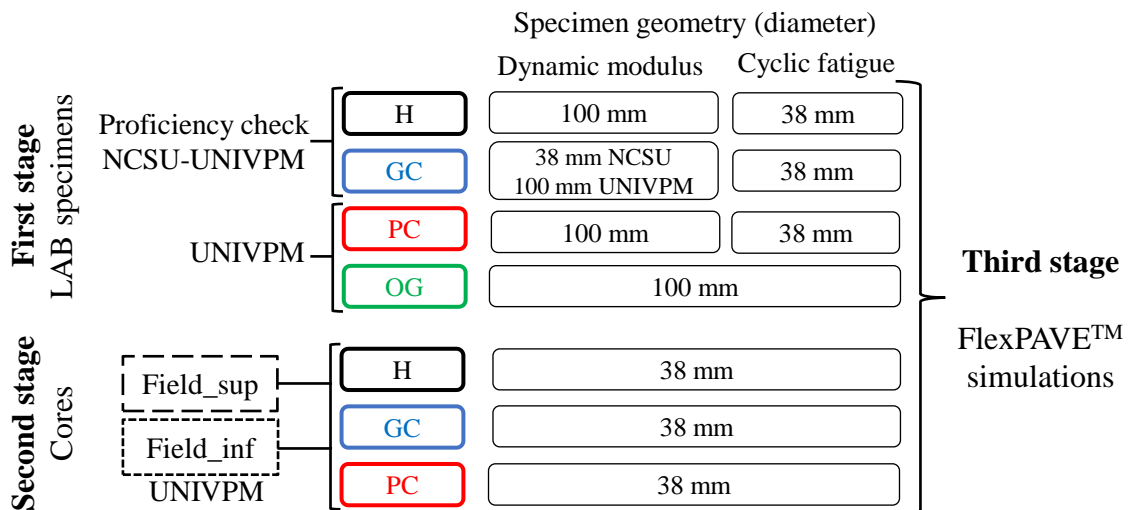 Specimen geometry (diameter)
Dynamic modulus
Cyclic fatigue
First stage
LAB specimens
Proficiency check
NCSU-UNIVPM
H
100 mm
38 mm
GC
38 mm NCSU
100 mm UNIVPM
38 mm
UNIVPM
PC
100 mm
38 mm
OG
100 mm
Second stage
Cores
Field_sup
Field_inf
UNIVPM
H
38 mm
GC
38 mm
PC
38 mm
Third stage
FlexPAVE™
simulations